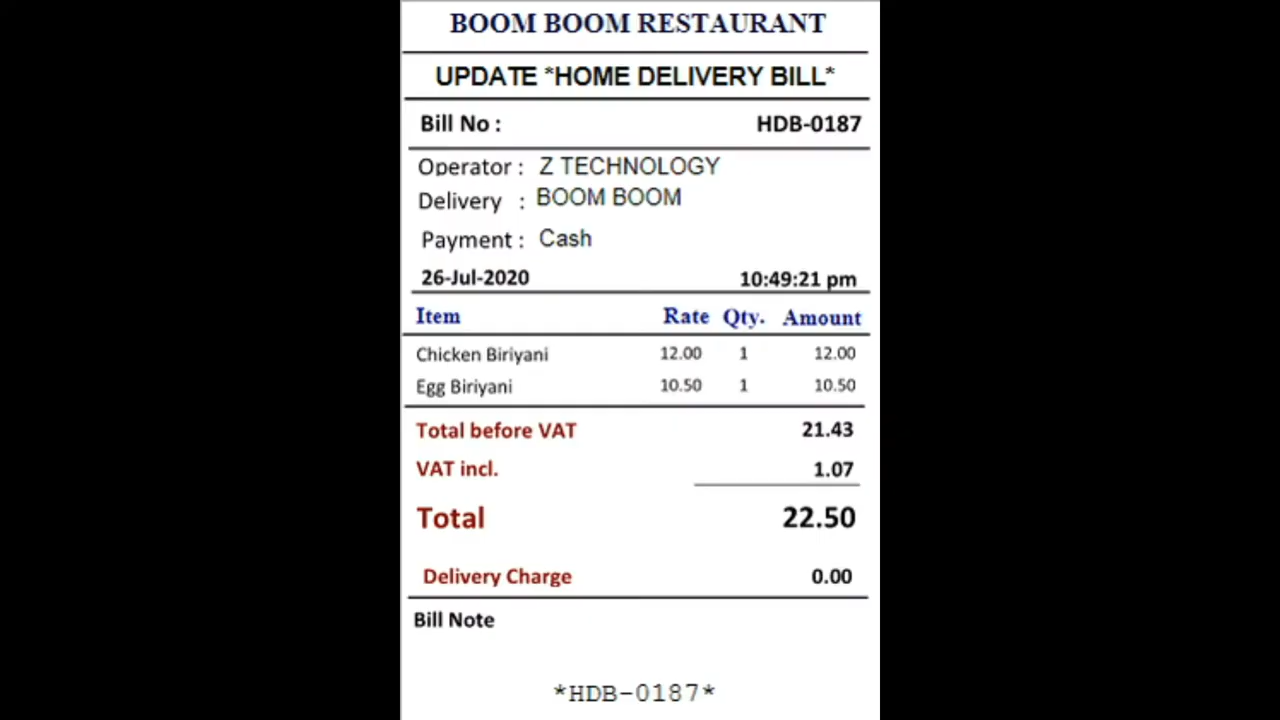 BOOM BOOM RESTAURANT
UPDATE *HOME DELIVERY BILL*
Bill No : HDB-0187
Operator : Z TECHNOLOGY
Delivery : BOOM BOOM
Payment : Cash
26-Jul-2020 10:49:21 pm
Item Rate Qty. Amount
Chicken Biriyani 12.00 1 12.00
Egg Biriyani 10.50 1 10.50
Total before VAT 21.43
VAT incl. 1.07
Total 22.50
Delivery Charge 0.00
Bill Note
*HDB-0187*